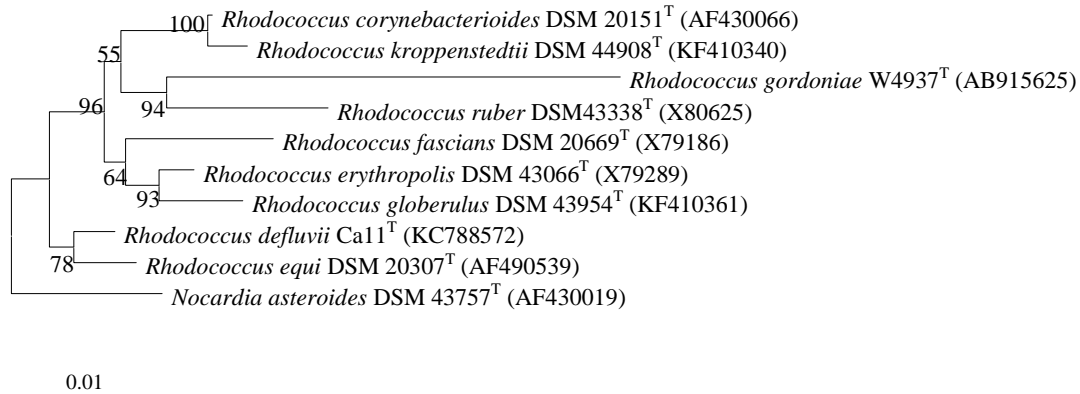 100 Rhodococcus corynebacterioides DSM 20151ᵀ (AF430066)
55 Rhodococcus kroppenstedtii DSM 44908ᵀ (KF410340)
Rhodococcus gordoniae W4937ᵀ (AB915625)
96 94 Rhodococcus ruber DSM43338ᵀ (X80625)
Rhodococcus fascians DSM 20669ᵀ (X79186)
64 Rhodococcus erythropolis DSM 43066ᵀ (X79289)
93 Rhodococcus globerulus DSM 43954ᵀ (KF410361)
Rhodococcus defluvii Ca11ᵀ (KC788572)
78 Rhodococcus equi DSM 20307ᵀ (AF490539)
Nocardia asteroides DSM 43757ᵀ (AF430019)
0.01